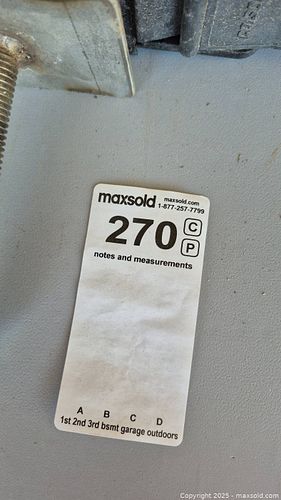 maxsold maxsold.com
1-877-257-7799
270 C
P
notes and measurements
A B C D
1st 2nd 3rd bsmt garage outdoors
Copyright © 2025 - maxsold.com